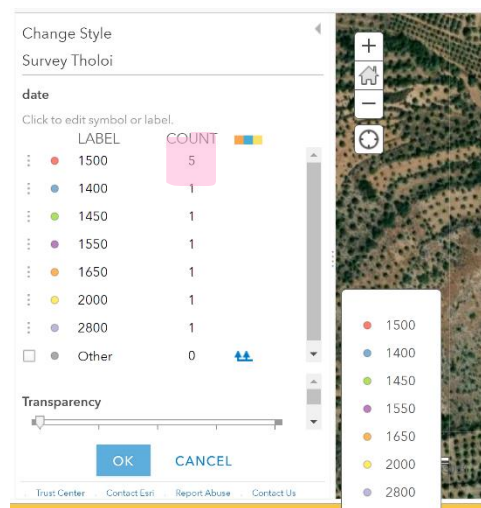 Change Style
Survey Tholoi
date
Click to edit symbol or label.
LABEL COUNT
1500 5
1400 1
1450 1
1550 1
1650 1
2000 1
2800 1
Other 0
Transparency
OK CANCEL
Trust Center Contact Esri Report Abuse Contact Us
+
−
1500
1400
1450
1550
1650
2000
2800